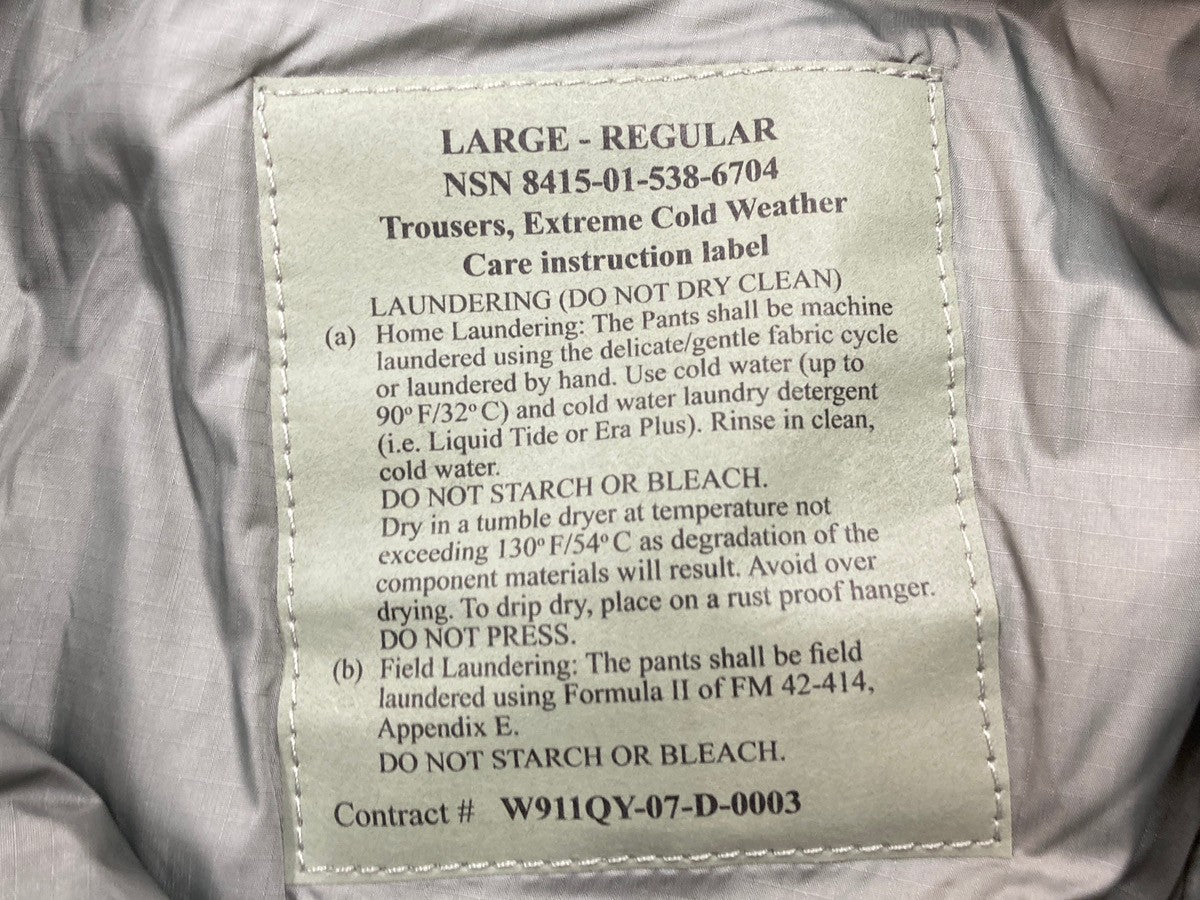 LARGE - REGULAR
NSN 8415-01-538-6704
Trousers, Extreme Cold Weather
Care instruction label
LAUNDERING (DO NOT DRY CLEAN)
(a) Home Laundering: The Pants shall be machine
laundered using the delicate/gentle fabric cycle
or laundered by hand. Use cold water (up to
90º F/32º C) and cold water laundry detergent
(i.e. Liquid Tide or Era Plus). Rinse in clean,
cold water.
DO NOT STARCH OR BLEACH.
Dry in a tumble dryer at temperature not
exceeding 130º F/54º C as degradation of the
component materials will result. Avoid over
drying. To drip dry, place on a rust proof hanger.
DO NOT PRESS.
(b) Field Laundering: The pants shall be field
laundered using Formula II of FM 42-414,
Appendix E.
DO NOT STARCH OR BLEACH.
Contract # W911QY-07-D-0003